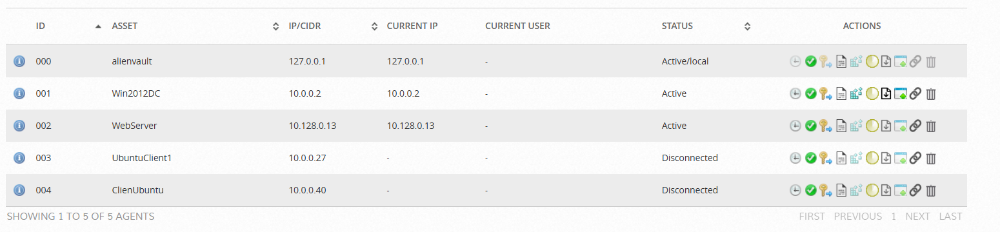 ID ASSET IP/CIDR CURRENT IP CURRENT USER STATUS ACTIONS
000 alienvault 127.0.0.1 127.0.0.1 - Active/local
001 Win2012DC 10.0.0.2 10.0.0.2 - Active
002 WebServer 10.128.0.13 10.128.0.13 - Active
003 UbuntuClient1 10.0.0.27 - - Disconnected
004 ClienUbuntu 10.0.0.40 - - Disconnected
SHOWING 1 TO 5 OF 5 AGENTS FIRST PREVIOUS 1 NEXT LAST